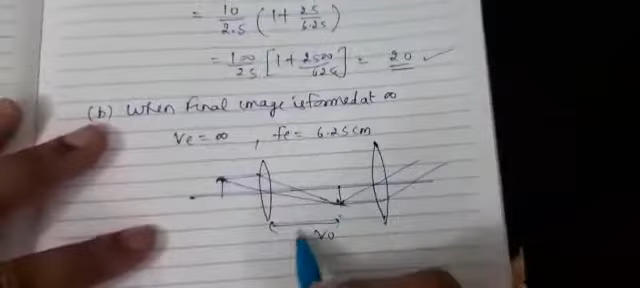 = 10/2.5 (1+ 25/6.25)
= 100/25 [1+ 2500/625] = 20 ✓
(b) When Final image is formed at ∞
Ve = ∞ , fe = 6.25 cm
Vo